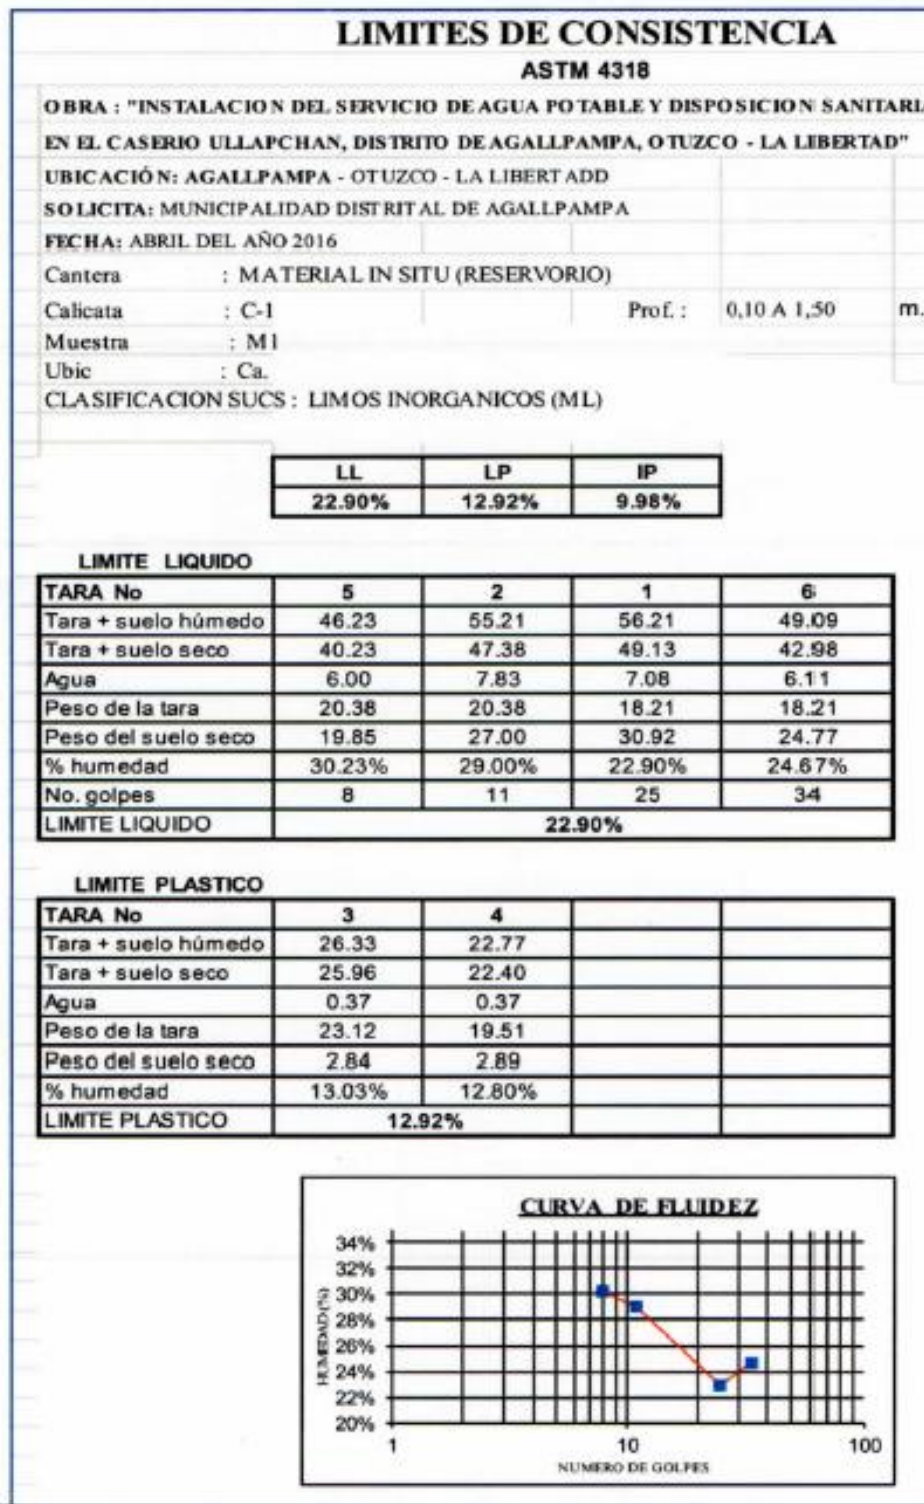 LIMITES DE CONSISTENCIA
ASTM 4318
OBRA : "INSTALACION DEL SERVICIO DE AGUA POTABLE Y DISPOSICION SANITARI
EN EL CASERIO ULLAPCHAN, DISTRITO DE AGALLPAMPA, OTUZCO - LA LIBERTAD"
UBICACIÓN: AGALLPAMPA - OTUZCO - LA LIBERTADD
SOLICITA: MUNICIPALIDAD DISTRITAL DE AGALLPAMPA
FECHA: ABRIL DEL AÑO 2016
Cantera : MATERIAL IN SITU (RESERVORIO)
Calicata : C-1 Prof. : 0,10 A 1,50 m.
Muestra : M1
Ubic : Ca.
CLASIFICACION SUCS : LIMOS INORGANICOS (ML)
LL LP IP
22.90% 12.92% 9.98%
LIMITE LIQUIDO
TARA No 5 2 1 6
Tara + suelo húmedo 46.23 55.21 56.21 49.09
Tara + suelo seco 40.23 47.38 49.13 42.98
Agua 6.00 7.83 7.08 6.11
Peso de la tara 20.38 20.38 18.21 18.21
Peso del suelo seco 19.85 27.00 30.92 24.77
% humedad 30.23% 29.00% 22.90% 24.67%
No. golpes 8 11 25 34
LIMITE LIQUIDO 22.90%
LIMITE PLASTICO
TARA No 3 4
Tara + suelo húmedo 26.33 22.77
Tara + suelo seco 25.96 22.40
Agua 0.37 0.37
Peso de la tara 23.12 19.51
Peso del suelo seco 2.84 2.89
% humedad 13.03% 12.80%
LIMITE PLASTICO 12.92%
CURVA DE FLUIDEZ
34%
32%
30%
28%
26%
24%
22%
20%
HUMEDAD (%)
1 10 100
NUMERO DE GOLPES